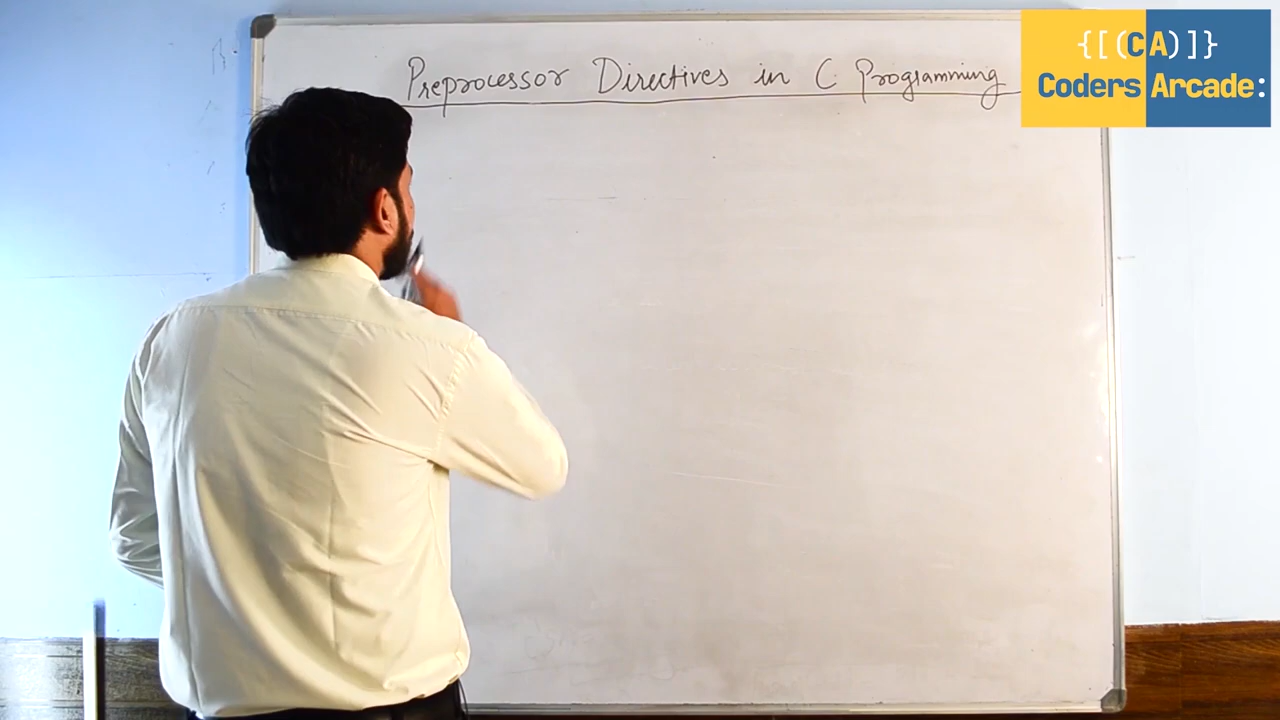 Preprocessor Directives in C Programming
{[(CA)]}
Coders Arcade: